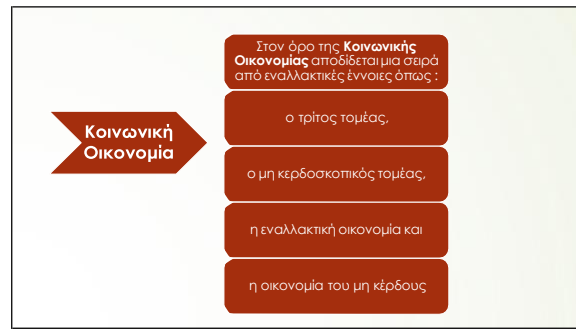 Κοινωνική
Οικονομία
Στον όρο της Κοινωνικής
Οικονομίας αποδίδεται μια σειρά
από εναλλακτικές έννοιες όπως :
ο τρίτος τομέας,
ο μη κερδοσκοπικός τομέας,
η εναλλακτική οικονομία και
η οικονομία του μη κέρδους